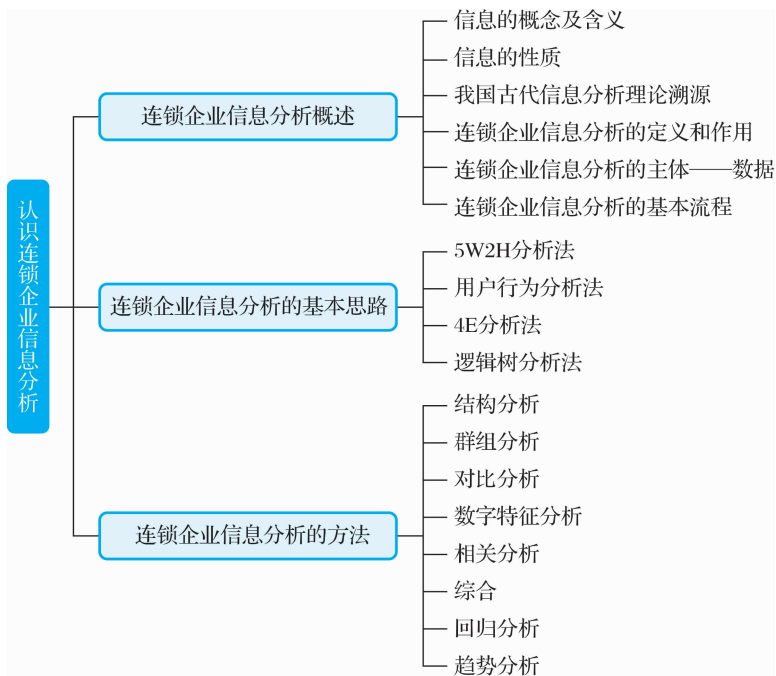 认识连锁企业信息分析
连锁企业信息分析概述
信息的概念及含义
信息的性质
我国古代信息分析理论溯源
连锁企业信息分析的定义和作用
连锁企业信息分析的主体——数据
连锁企业信息分析的基本流程
连锁企业信息分析的基本思路
5W2H分析法
用户行为分析法
4E分析法
逻辑树分析法
连锁企业信息分析的方法
结构分析
群组分析
对比分析
数字特征分析
相关分析
综合
回归分析
趋势分析